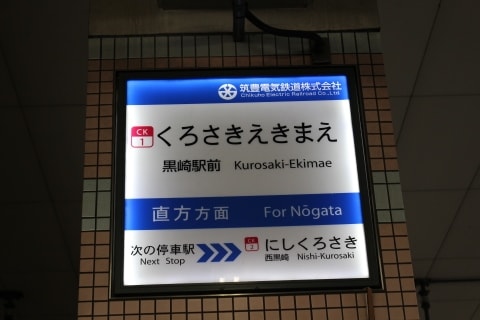 筑豊電気鉄道株式会社
Chikuho Electric Railroad Co.,Ltd
CK
1
くろさきえきまえ
黒崎駅前 Kurosaki-Ekimae
直方方面 For Nōgata
次の停車駅
Next Stop
CK
2
にしくろさき
西黒崎 Nishi-Kurosaki